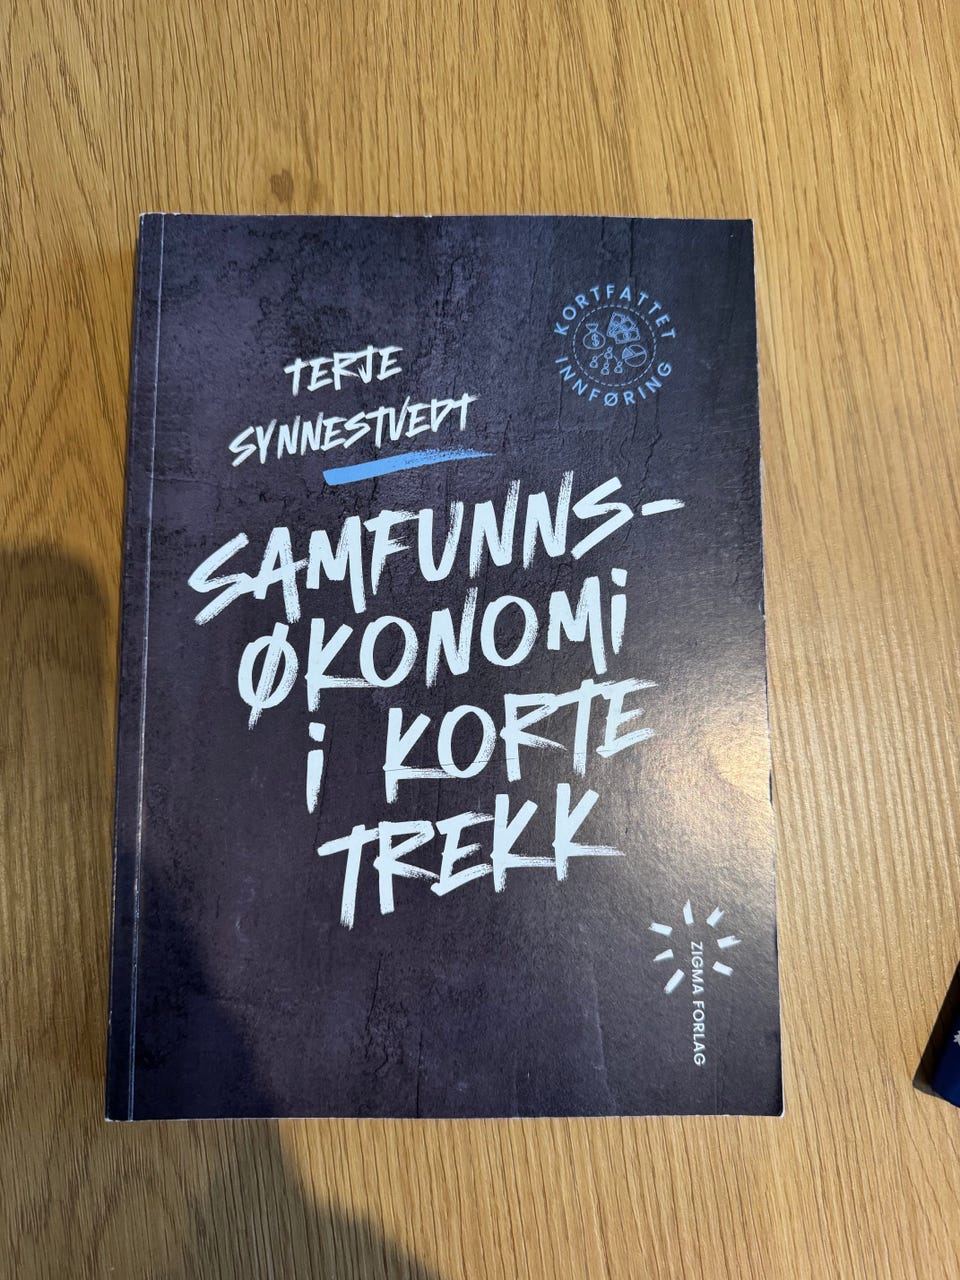 KORTFATTET
INNFØRING
TERJE
SYNNESTVEDT
SAMFUNNS-
ØKONOMI
I KORTE
TREKK
ZIGMA FORLAG